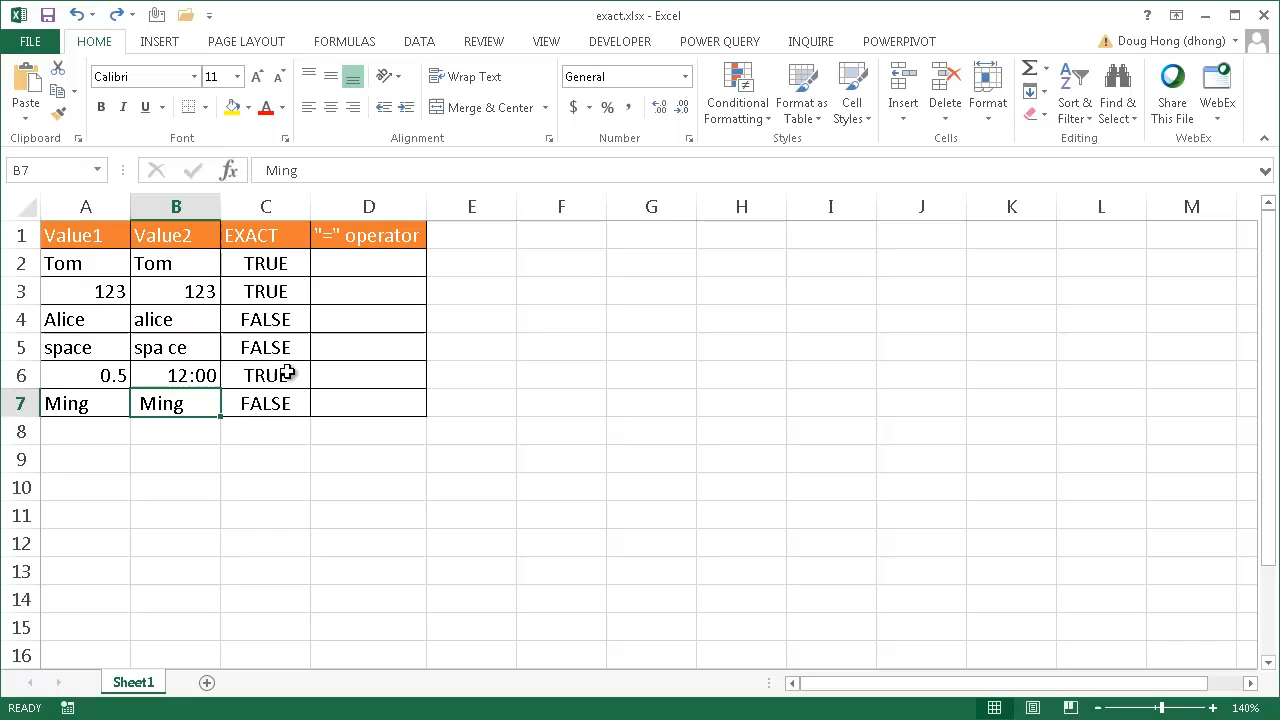 exact.xlsx - Excel
FILE HOME INSERT PAGE LAYOUT FORMULAS DATA REVIEW VIEW DEVELOPER POWERPIVOT INQUIRE POWERPIVOT Doug Hong (dhong)
Calibri 11 Wrap Text General
Paste B I U Merge & Center $ % , Conditional Formatting Format as Table Cell Styles Insert Delete Format Sort & Filter Find & Select Share This File WebEx
Clipboard Font Alignment Number Styles Cells Editing WebEx
B7 fx Ming
A B C D E F G H I J K L M
1 Value1 Value2 EXACT "=" operator
2 Tom Tom TRUE
3 123 123 TRUE
4 Alice alice FALSE
5 space spa ce FALSE
6 0.5 12:00 TRUE
7 Ming Ming FALSE
8
9
10
11
12
13
14
15
16
Sheet1
READY 140%